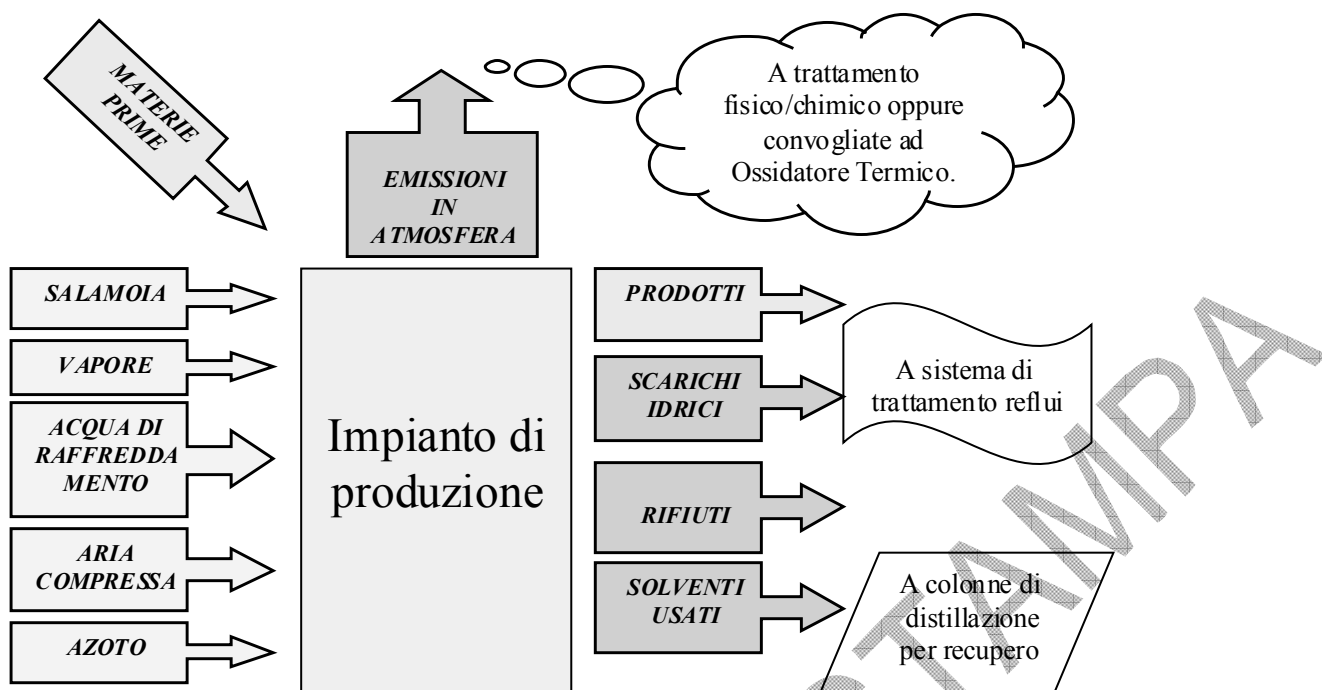 MATERIE
PRIME
EMISSIONI
IN
ATMOSFERA
A trattamento
fisico/chimico oppure
convogliate ad
Ossidatore Termico.
SALAMOIA
VAPORE
ACQUA DI
RAFFREDDA
MENTO
ARIA
COMPRESSA
AZOTO
Impianto di
produzione
PRODOTTI
SCARICHI
IDRICI
RIFIUTI
SOLVENTI
USATI
A sistema di
trattamento reflui
A colonne di
distillazione
per recupero
STAMPA